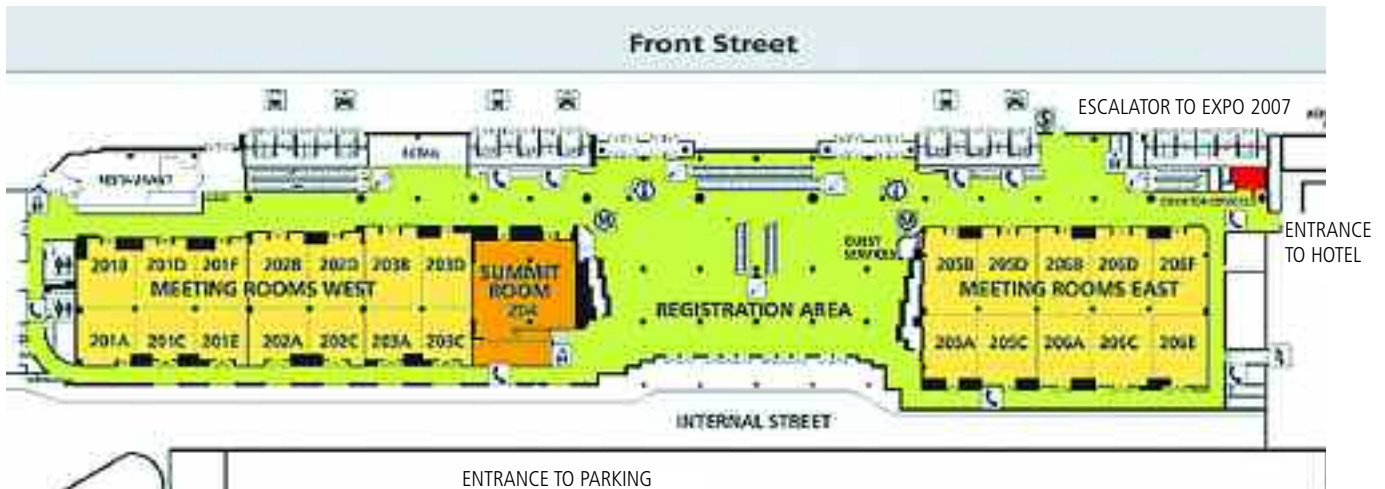 Front Street
ESCALATOR TO EXPO 2007
RETAIL
RESTAURANT
ENTRANCE
TO HOTEL
GUEST
SERVICES
201B 201D 201F 202B 202D 203B 203D
SUMMIT
ROOM
204
205B 205D 206B 206D 206F
MEETING ROOMS WEST
MEETING ROOMS EAST
REGISTRATION AREA
201A 201C 201E 202A 202C 203A 203C
205A 205C 206A 206C 206E
INTERNAL STREET
ENTRANCE TO PARKING